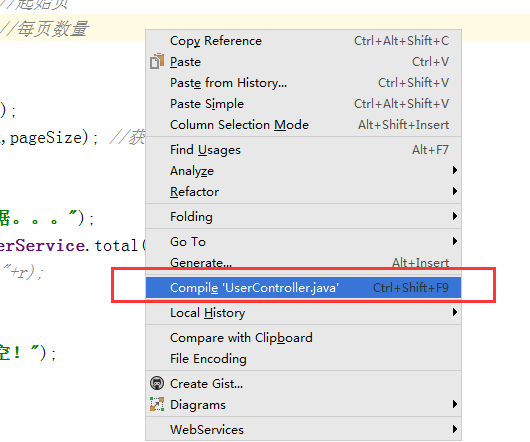 //起始页
//每页数量
);
,pageSize); //获
据。。。");
erService.total(
"+r);
空！");
Copy Reference Ctrl+Alt+Shift+C
Paste Ctrl+V
Paste from History... Ctrl+Shift+V
Paste Simple Ctrl+Alt+Shift+V
Column Selection Mode Alt+Shift+Insert
Find Usages Alt+F7
Analyze
Refactor
Folding
Go To
Generate... Alt+Insert
Compile 'UserController.java' Ctrl+Shift+F9
Local History
Compare with Clipboard
File Encoding
Create Gist...
Diagrams
WebServices